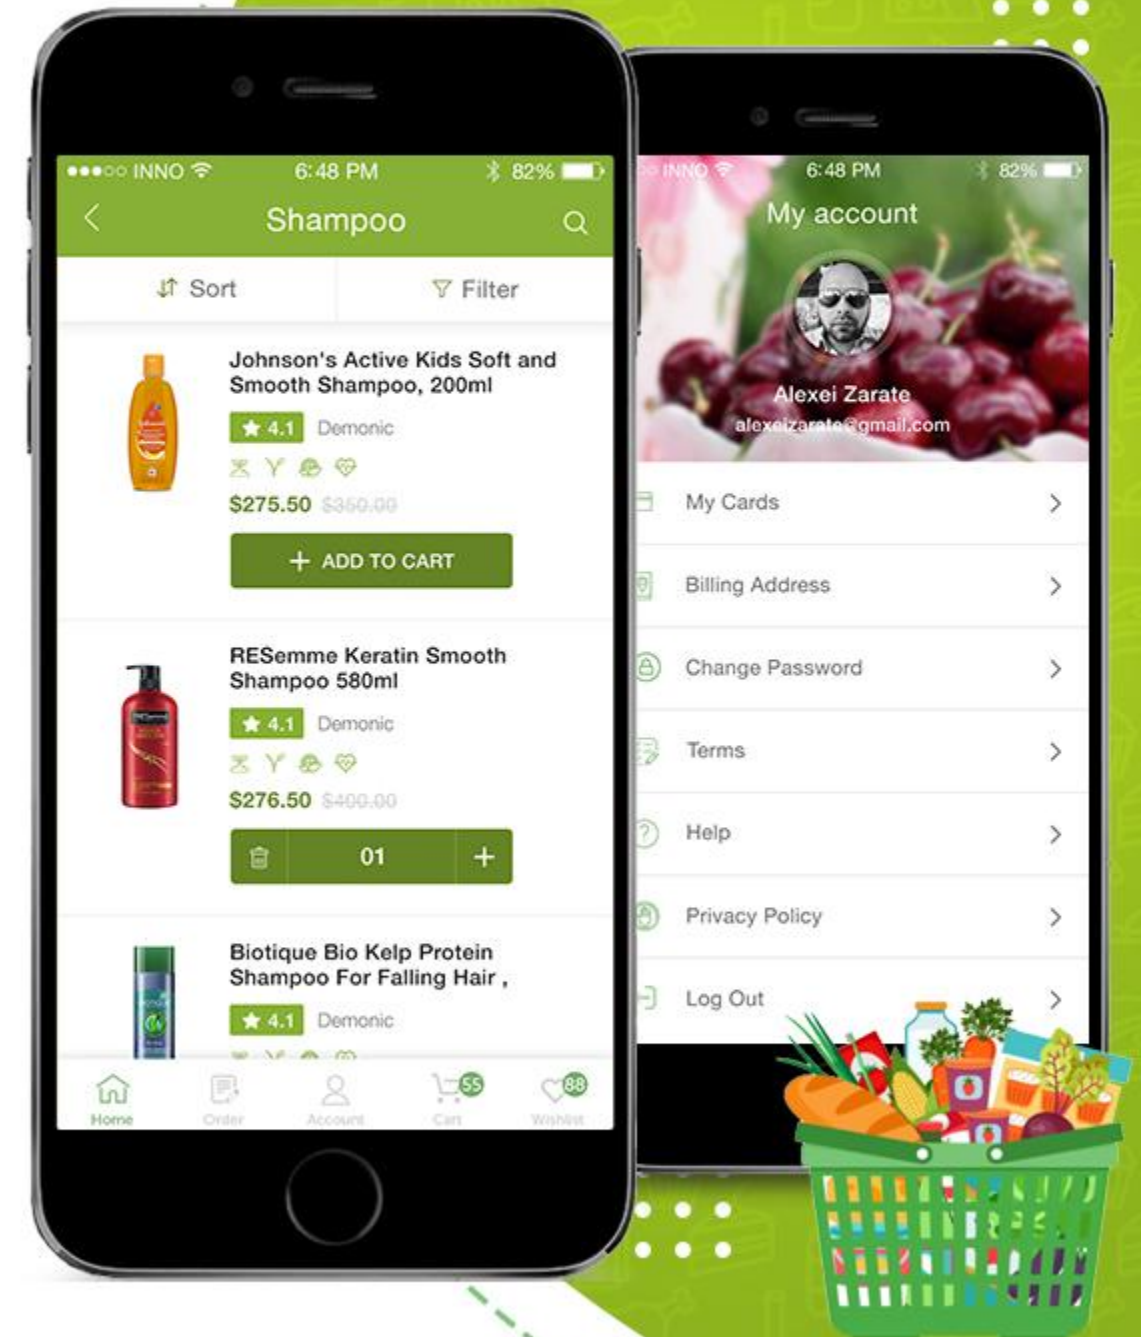 INNO
6:48 PM
82%
Shampoo
Sort
Filter
Johnson's Active Kids Soft and
Smooth Shampoo, 200ml
4.1 Demonic
$275.50 $350.00
+ ADD TO CART
RESemme Keratin Smooth
Shampoo 580ml
4.1 Demonic
$276.50 $400.00
01 +
Biotique Bio Kelp Protein
Shampoo For Falling Hair ,
4.1 Demonic
55
88
Home
Order
Account
Cart
Wishlist
INNO
6:48 PM
82%
My account
Alexei Zarate
alexeizarate@gmail.com
My Cards
Billing Address
Change Password
Terms
Help
Privacy Policy
Log Out